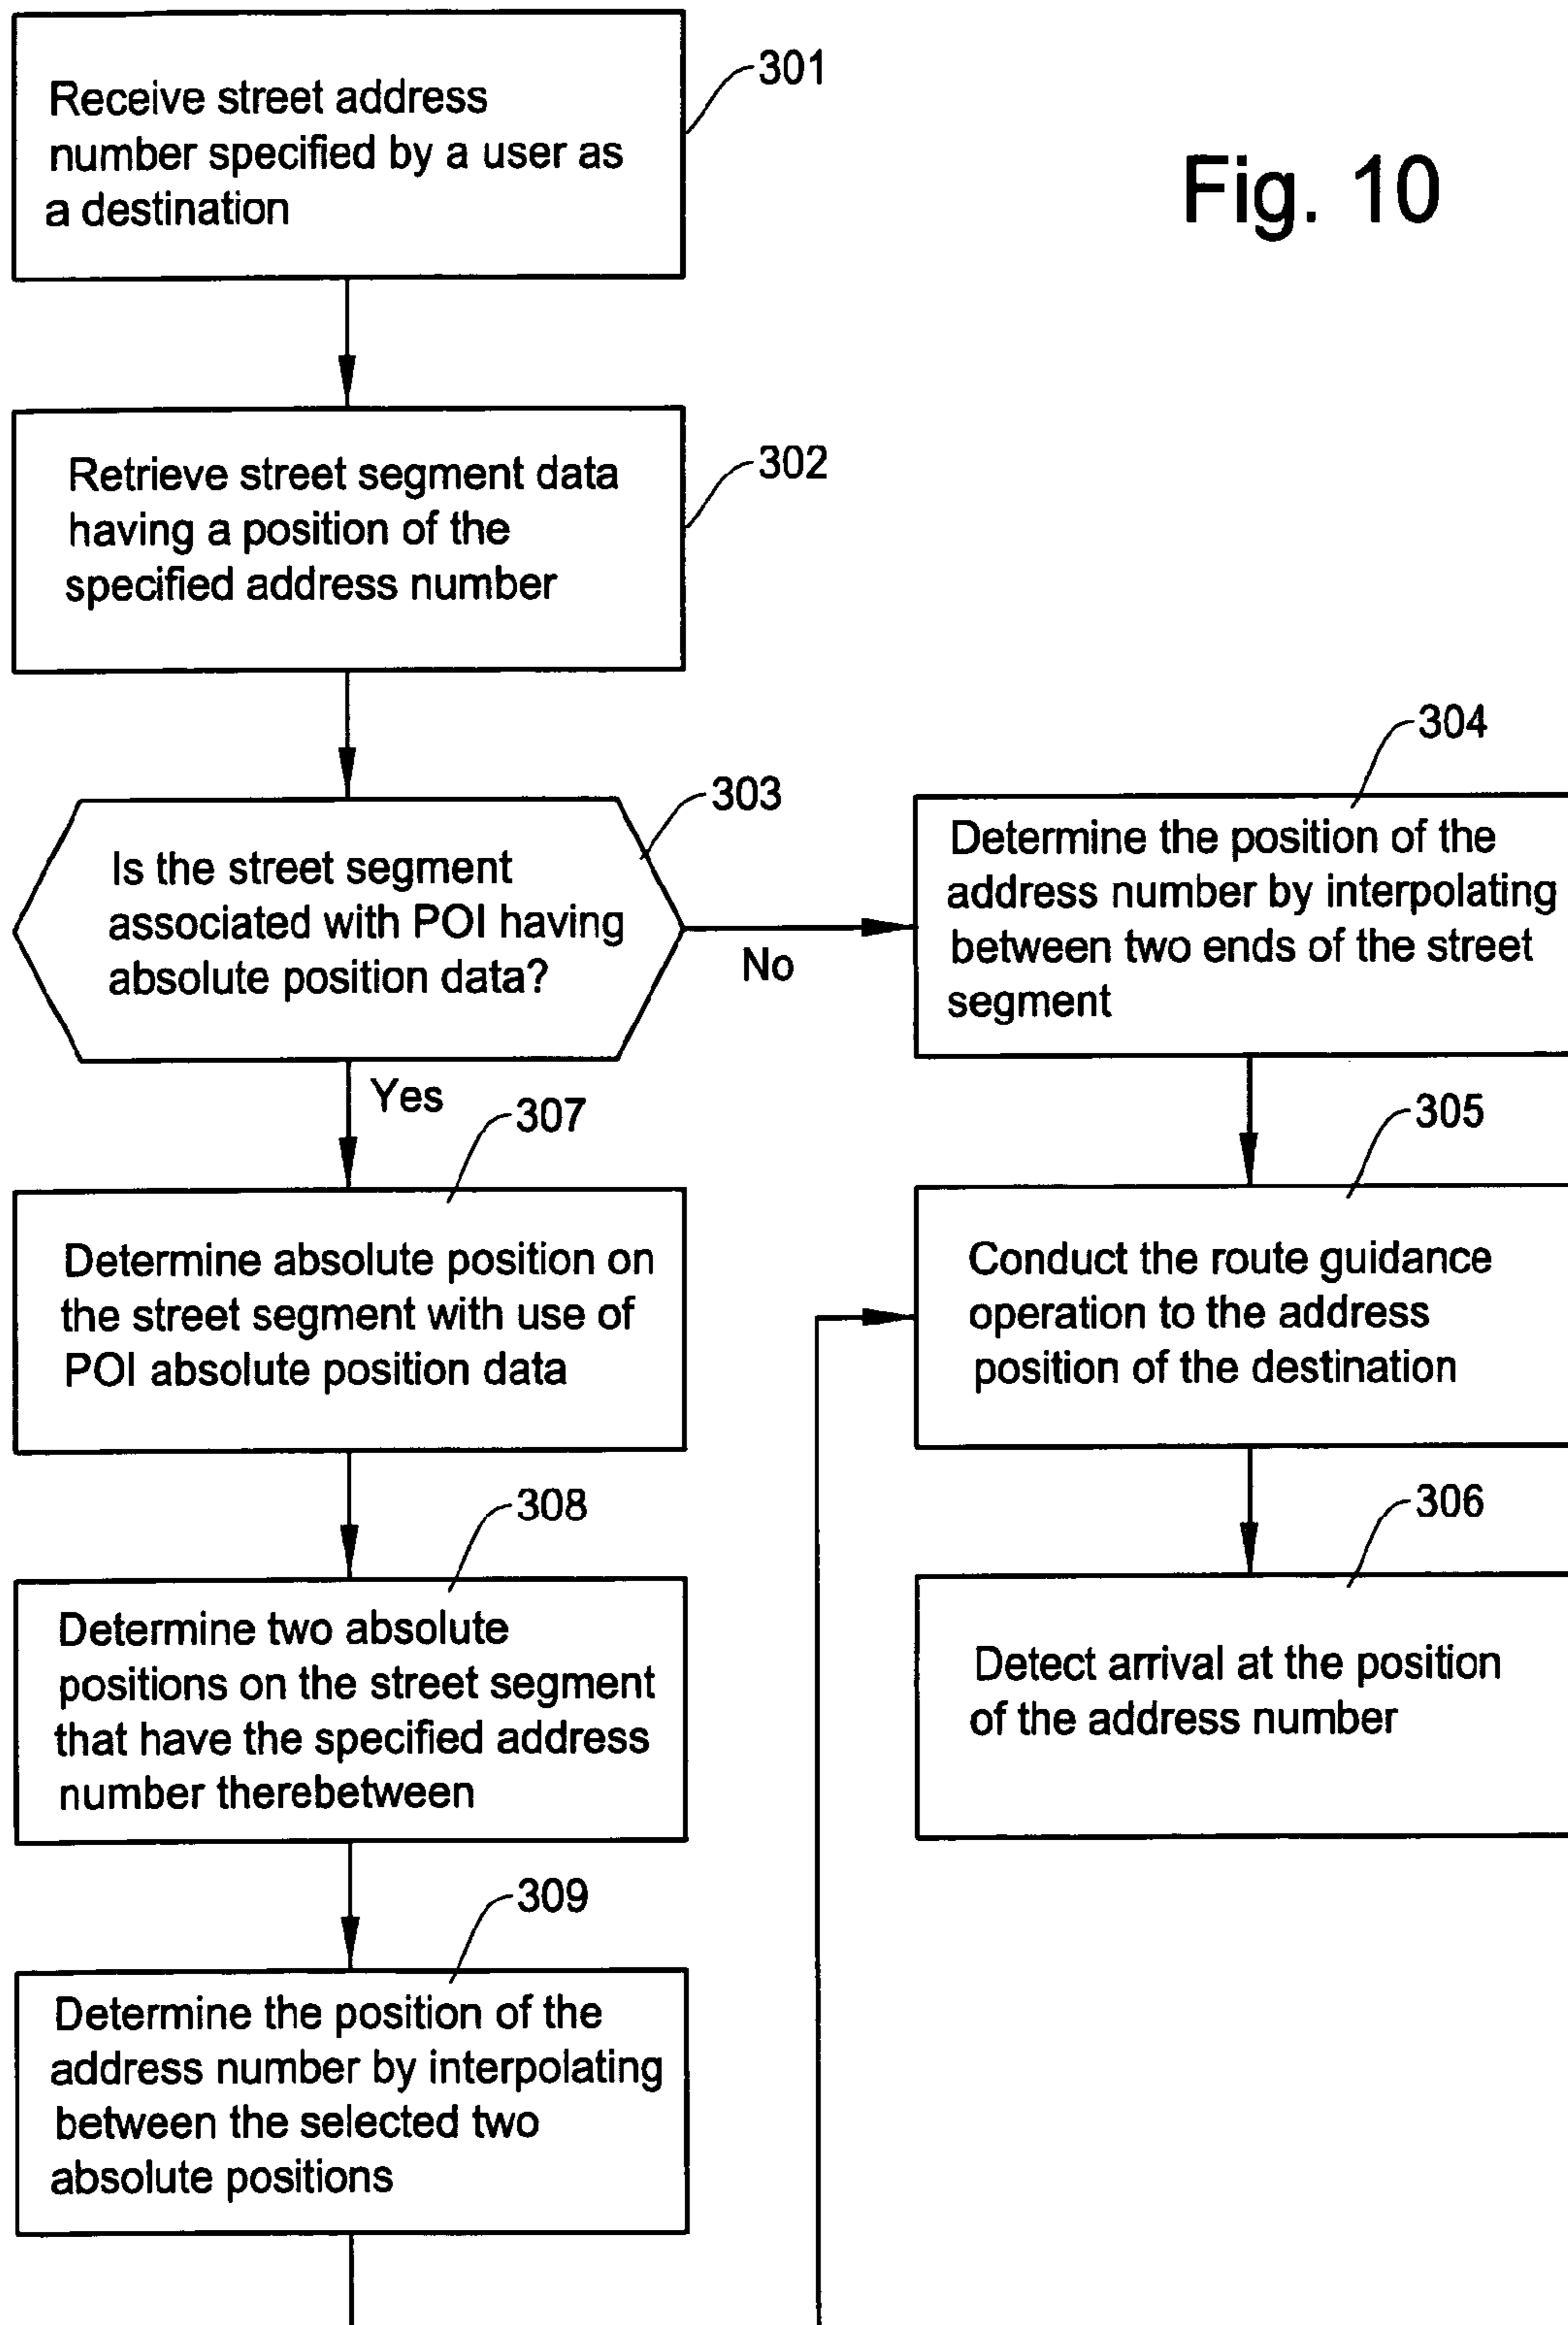 Fig. 10
301
Receive street address
number specified by a user as
a destination
302
Retrieve street segment data
having a position of the
specified address number
303
Is the street segment
associated with POI having
absolute position data?
No
Yes
304
Determine the position of the
address number by interpolating
between two ends of the street
segment
305
Conduct the route guidance
operation to the address
position of the destination
306
Detect arrival at the position
of the address number
307
Determine absolute position on
the street segment with use of
POI absolute position data
308
Determine two absolute
positions on the street segment
that have the specified address
number therebetween
309
Determine the position of the
address number by interpolating
between the selected two
absolute positions